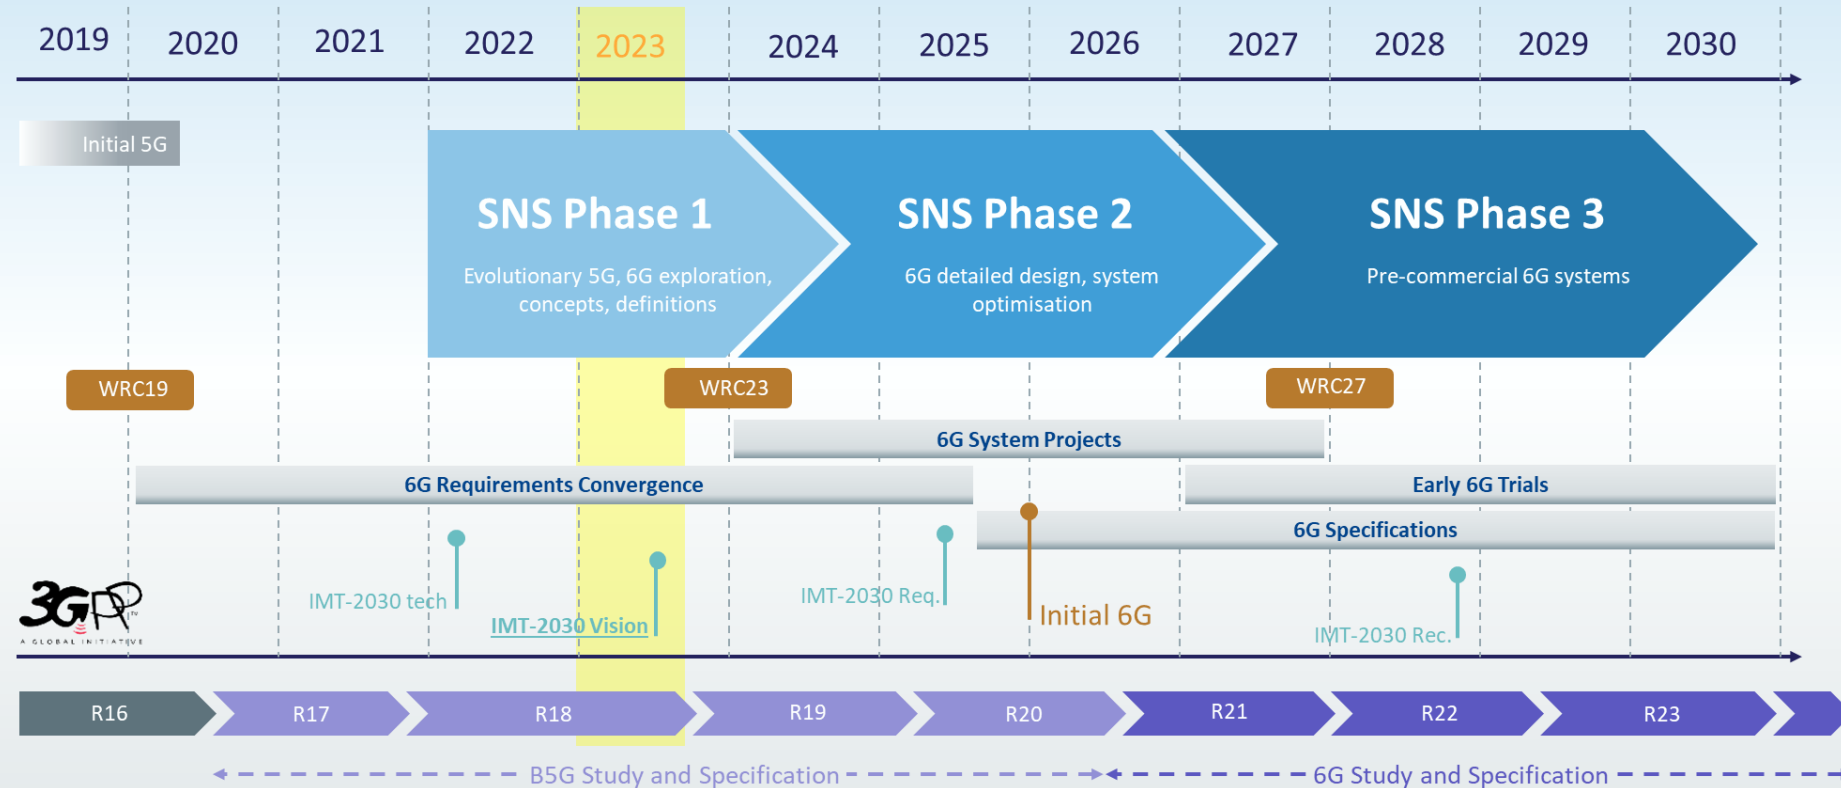 2019 2020 2021 2022 2023 2024 2025 2026 2027 2028 2029 2030
Initial 5G
SNS Phase 1
Evolutionary 5G, 6G exploration,
concepts, definitions
SNS Phase 2
6G detailed design, system
optimisation
SNS Phase 3
Pre-commercial 6G systems
WRC19
WRC23
WRC27
6G System Projects
6G Requirements Convergence
Early 6G Trials
6G Specifications
IMT-2030 tech
IMT-2030 Vision
IMT-2030 Req.
Initial 6G
IMT-2030 Rec.
3GPP™
A GLOBAL INITIATIVE
R16 R17 R18 R19 R20 R21 R22 R23
B5G Study and Specification
6G Study and Specification